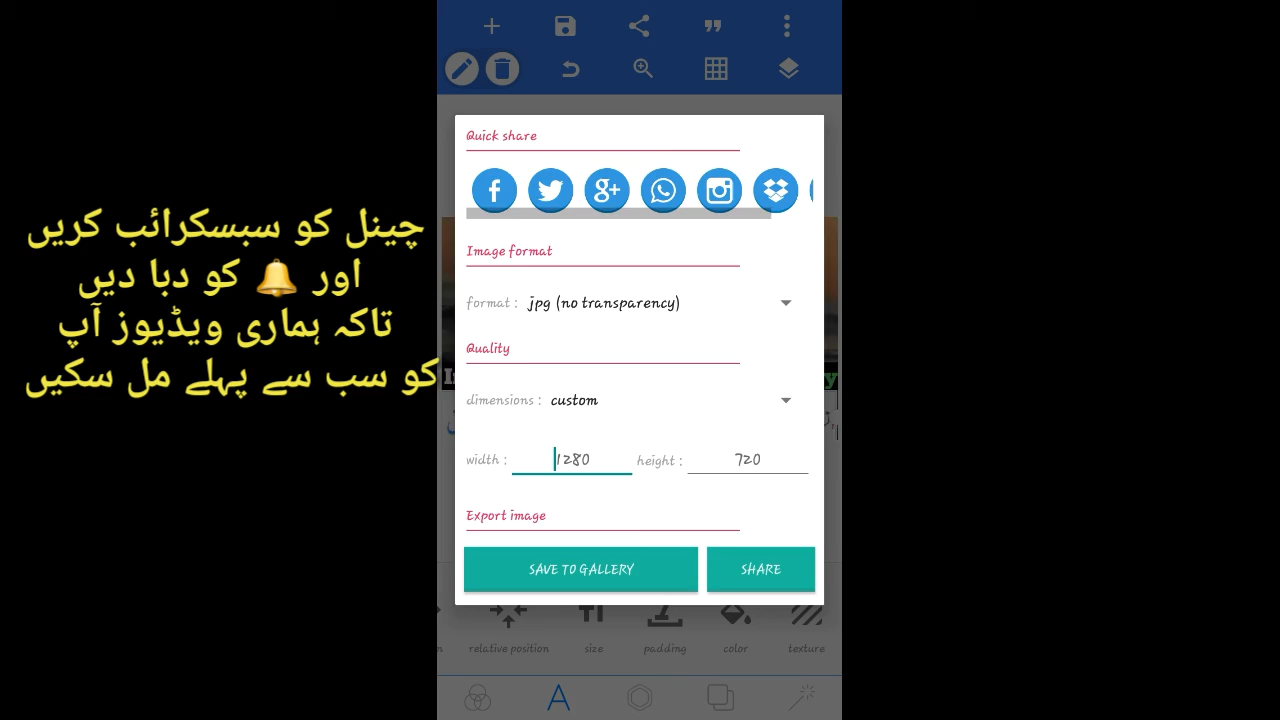 چینل کو سبسکرائب کریں
اور 🔔 کو دبا دیں
تاکہ ہماری ویڈیوز آپ
کو سب سے پہلے مل سکیں
Quick share
Image format
format : jpg (no transparency)
Quality
dimensions : custom
width : 1280 height : 720
Export image
SAVE TO GALLERY SHARE
relative position size padding color texture